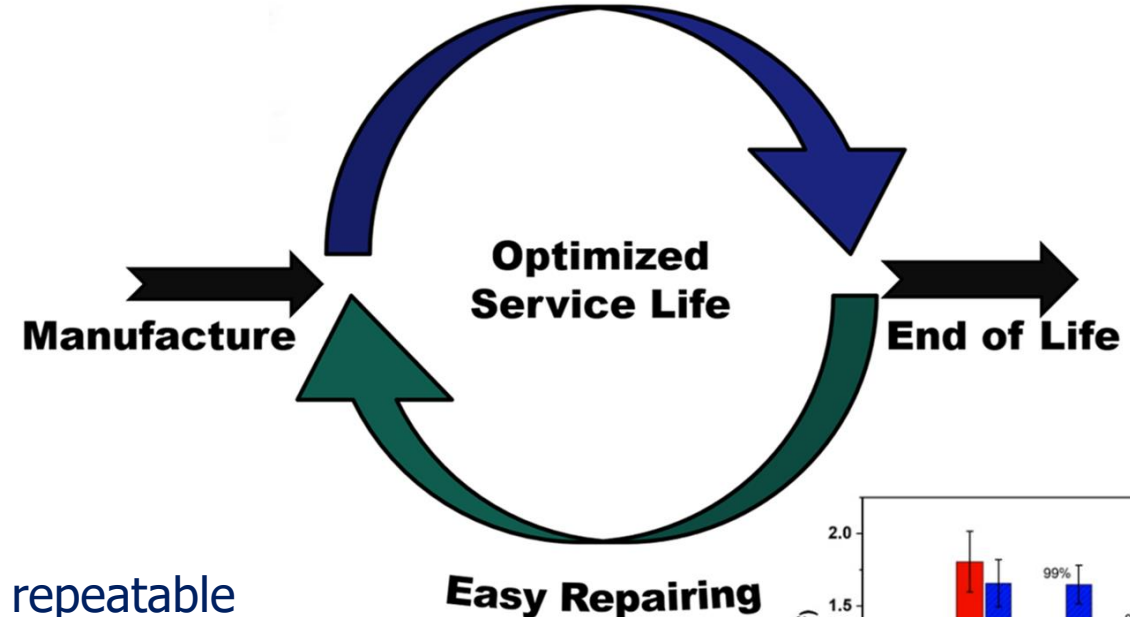 Optimized
Service Life
Manufacture
End of Life
Easy Repairing
repeatable
2.0
99%
1.5